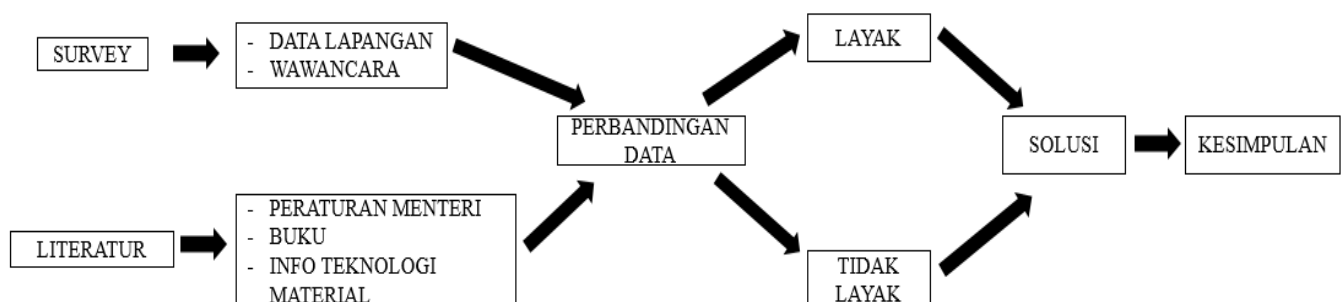 SURVEY
- DATA LAPANGAN
- WAWANCARA
LITERATUR
- PERATURAN MENTERI
- BUKU
- INFO TEKNOLOGI
MATERIAL
PERBANDINGAN
DATA
LAYAK
TIDAK
LAYAK
SOLUSI
KESIMPULAN